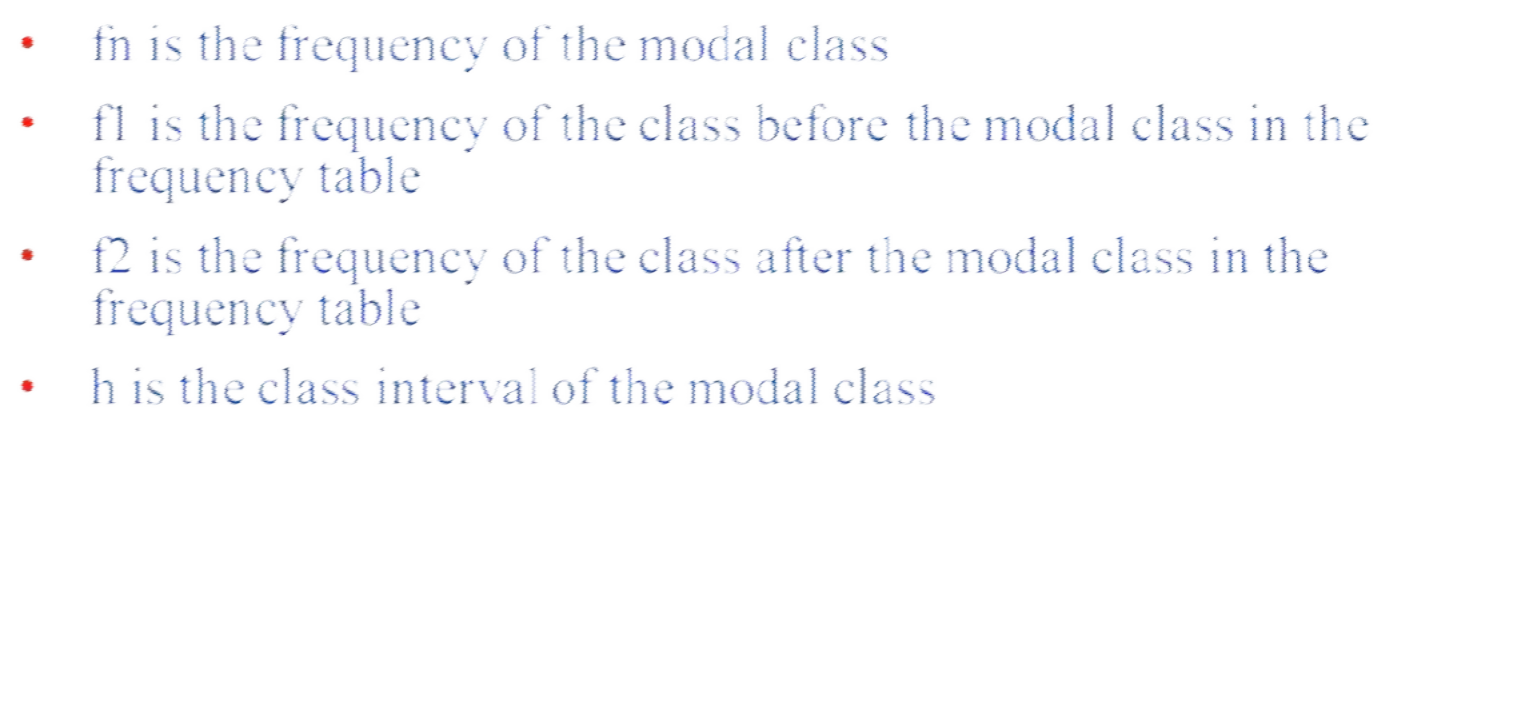 • fn is the frequency of the modal class
• f1 is the frequency of the class before the modal class in the
frequency table
• f2 is the frequency of the class after the modal class in the
frequency table
• h is the class interval of the modal class